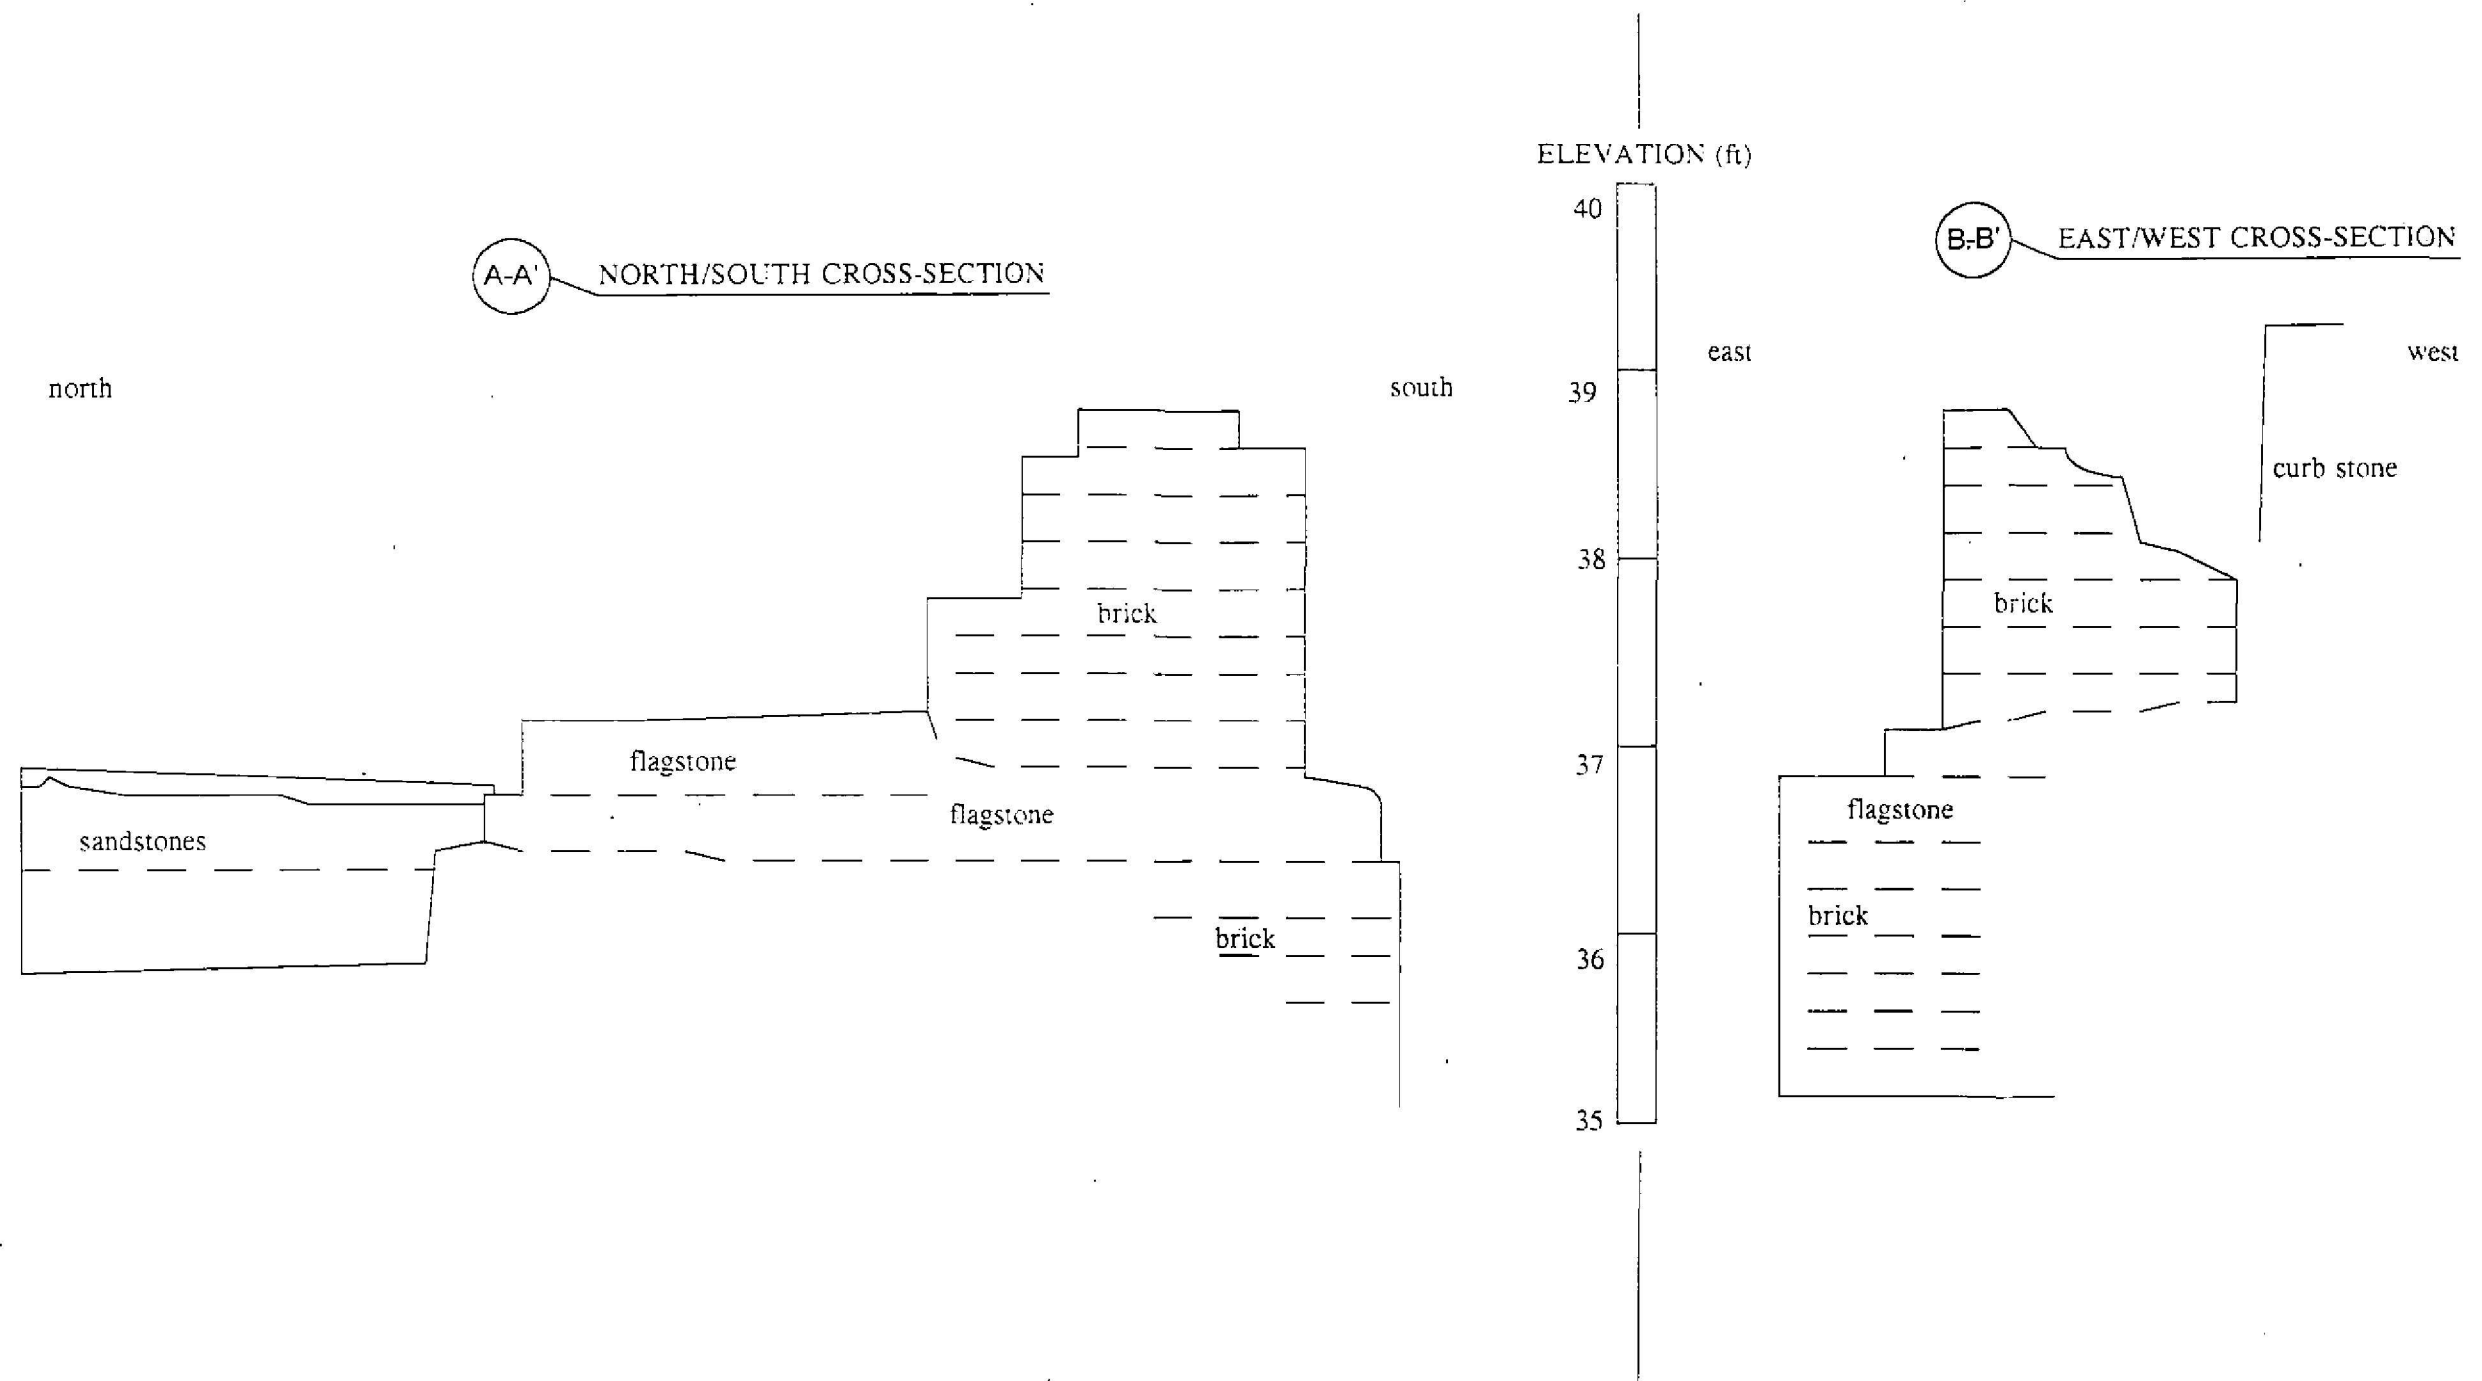 ELEVATION (ft)
40
39
38
37
36
35
A-A'
NORTH/SOUTH CROSS-SECTION
north
south
brick
flagstone
flagstone
sandstones
brick
B-B'
EAST/WEST CROSS-SECTION
east
west
curb stone
brick
flagstone
brick